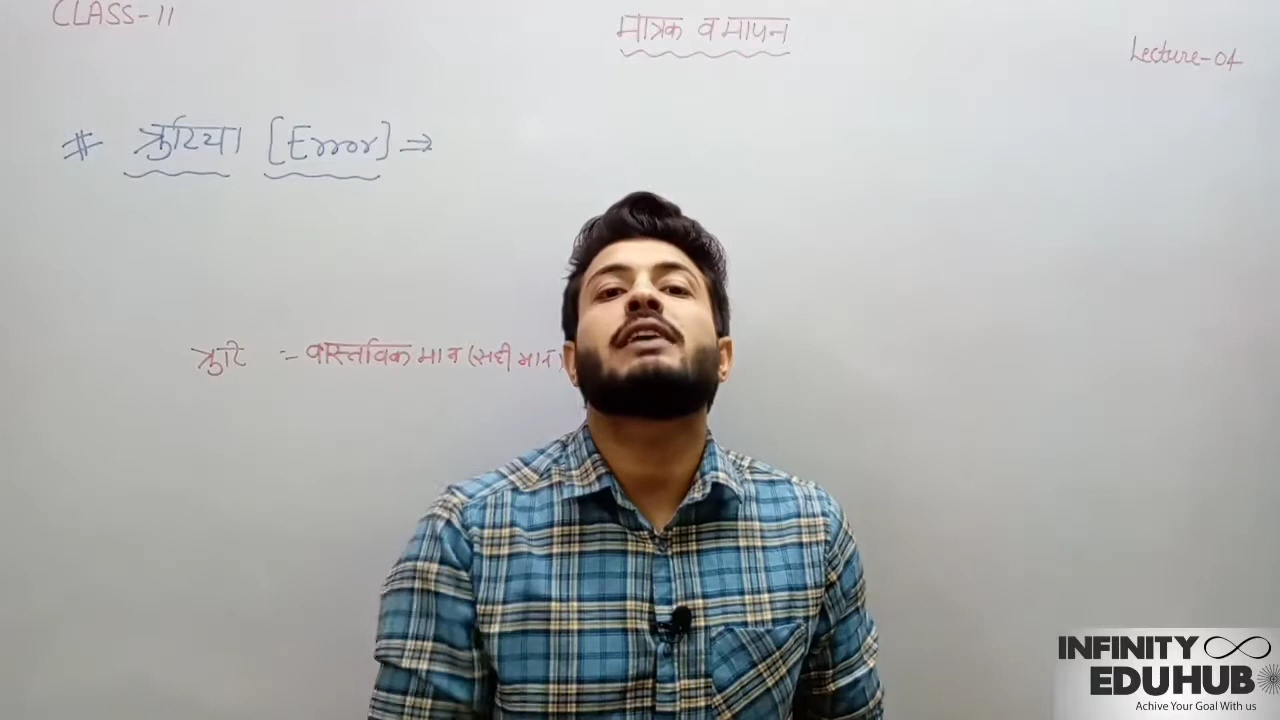 CLASS-11
मात्रक व मापन
Lecture-04
# त्रुटिया [Error] ⇒
त्रुटि :- वास्तविक मान (सही मान)
INFINITY
EDUHUB
Achive Your Goal With us